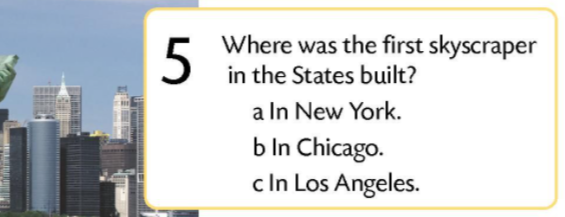 5 Where was the first skyscraper
in the States built?
a In New York.
b In Chicago.
c In Los Angeles.